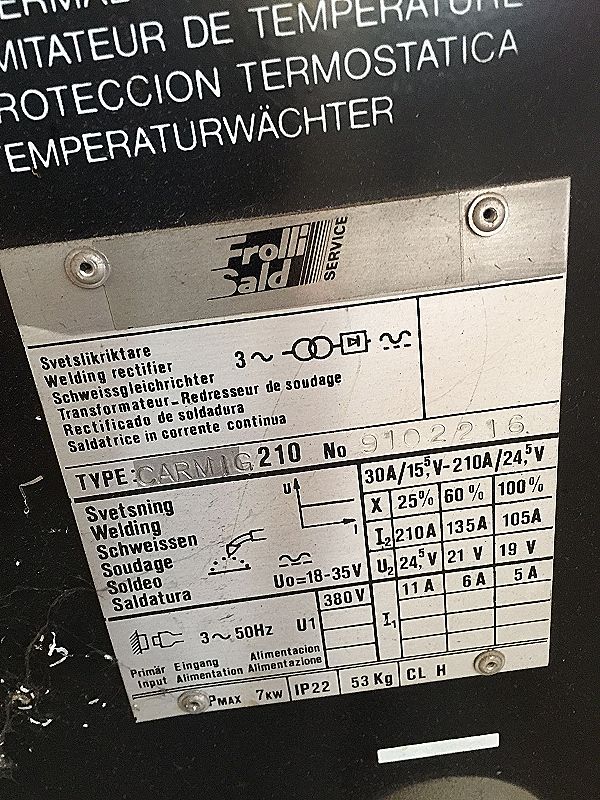 MITATEUR DE TEMPERATURE
ROTECCION TERMOSTATICA
EMPERATURWÄCHTER
Frolli
Sald
SERVICE
Svetslikriktare
Welding rectifier
Schweissgleichrichter
Transformateur-Redresseur de soudage
Rectificado de soldadura
Saldatrice in corrente continua
3~
TYPE: CARMIG 210 No 9102216
Svetsning
Welding
Schweissen
Soudage
Soldeo
Saldatura
U
I
Uo=18-35V
30A/15,5V-210A/24,5V
X 25% 60% 100%
I2 210A 135A 105A
U2 24,5V 21 V 19 V
3~50Hz U1 380V I1 11 A 6 A 5 A
Primär Eingang Alimentacion
Input Alimentation Alimentazione
PMAX 7KW IP22 53 Kg CL H